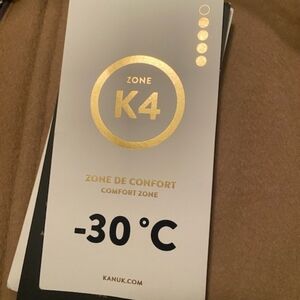 ZONE
K4
ZONE DE CONFORT
COMFORT ZONE
-30 °C
KANUK.COM